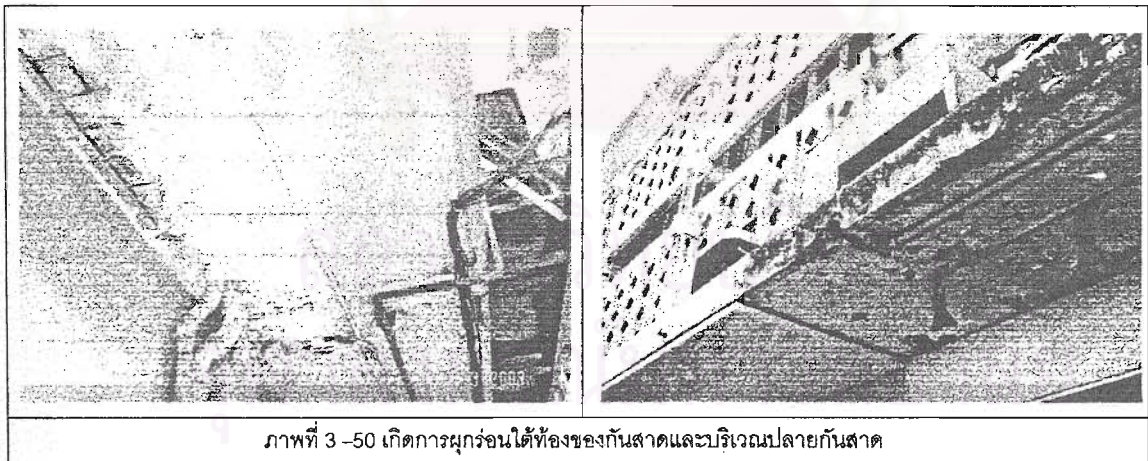 ภาพที่ 3 –50 เกิดการผุกร่อนใต้ท้องของกันสาดและบริเวณปลายกันสาด